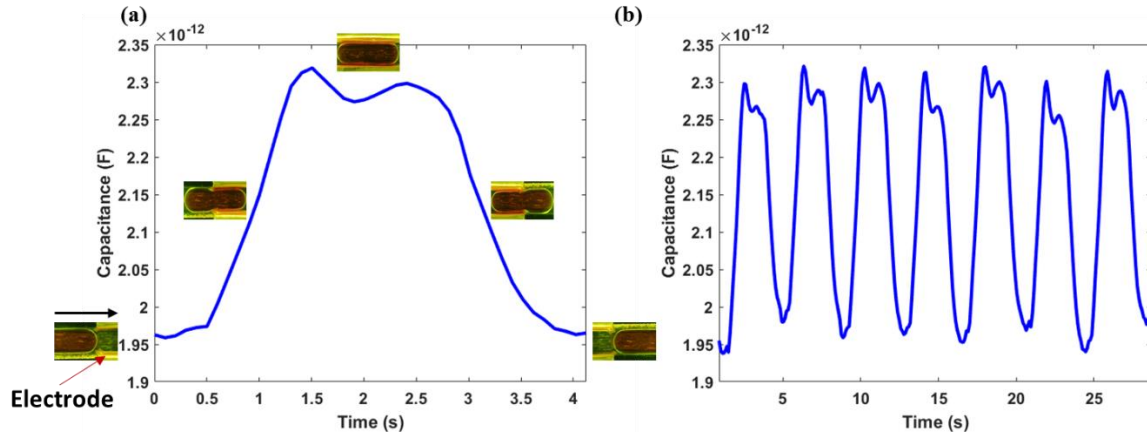 (a)
×10⁻¹²
2.35
2.3
2.25
2.2
2.15
2.1
2.05
2
1.95
1.9
Capacitance (F)
0 0.5 1 1.5 2 2.5 3 3.5 4
Time (s)
Electrode
(b)
×10⁻¹²
2.35
2.3
2.25
2.2
2.15
2.1
2.05
2
1.95
1.9
Capacitance (F)
5 10 15 20 25
Time (s)